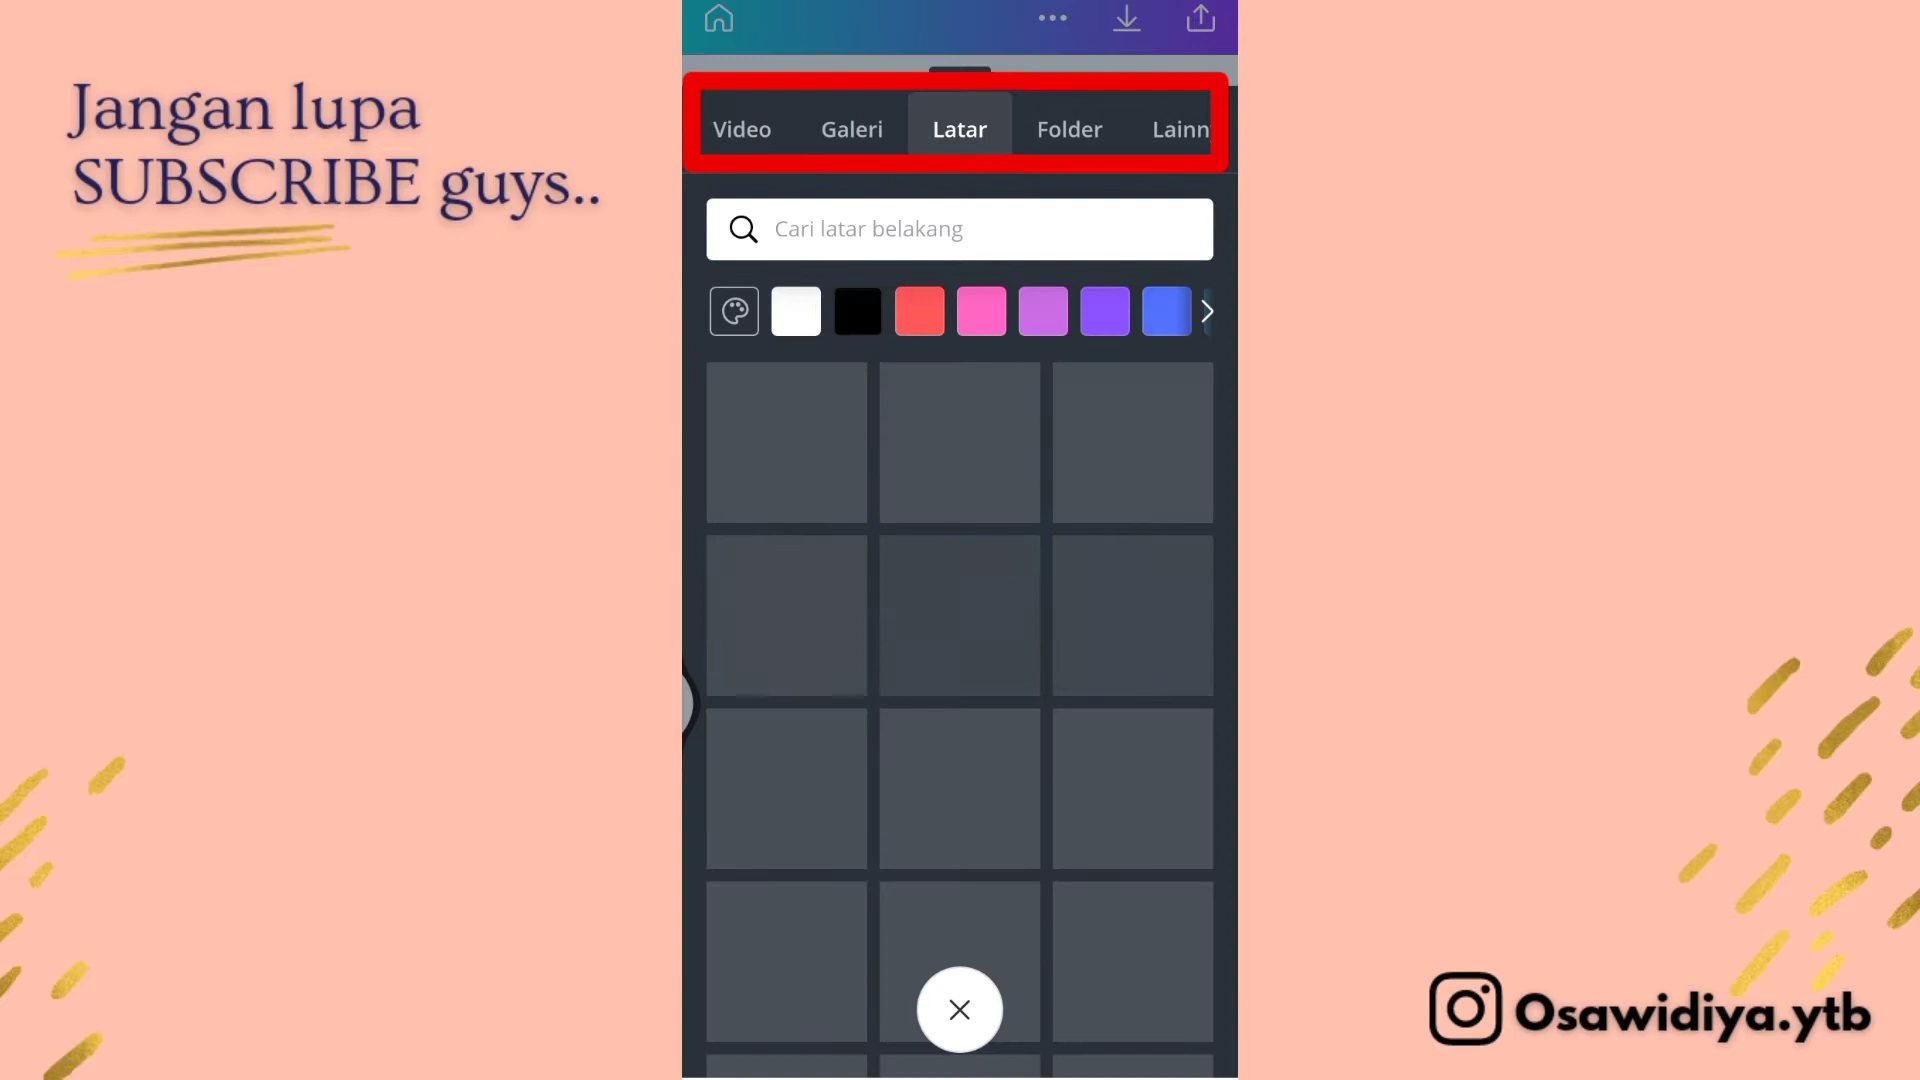 Jangan lupa
SUBSCRIBE guys..
Video Galeri Latar Folder Lainn
Cari latar belakang
Osawidiya.ytb